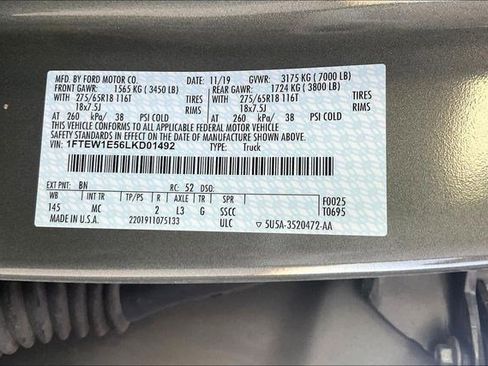 MFD. BY FORD MOTOR CO. 11/19 GVWR: 3175 KG ( 7000 LB)
FRONT GAWR: 1565 KG ( 3450 LB) REAR GAWR: 1724 KG ( 3800 LB)
WITH 275/65R18 116T TIRES WITH 275/65R18 116T TIRES
18x7.5J RIMS 18x7.5J RIMS
AT 260 kPa/ 38 PSI COLD AT 260 kPa/ 38 PSI COLD
THIS VEHICLE CONFORMS TO ALL APPLICABLE FEDERAL MOTOR VEHICLE
SAFETY STANDARDS IN EFFECT ON THE DATE OF MANUFACTURE SHOWN ABOVE.
VIN: 1FTEW1E56LKD01492 TYPE: Truck
EXT PNT: BN RC: 52 DSO:
WB INT TR TP/PS R AXLE TR SPR F0025
145 MC 2 L3 G SSCC T0695
MADE IN U.S.A. 2201911075133 ULC 5U5A-3520472-AA